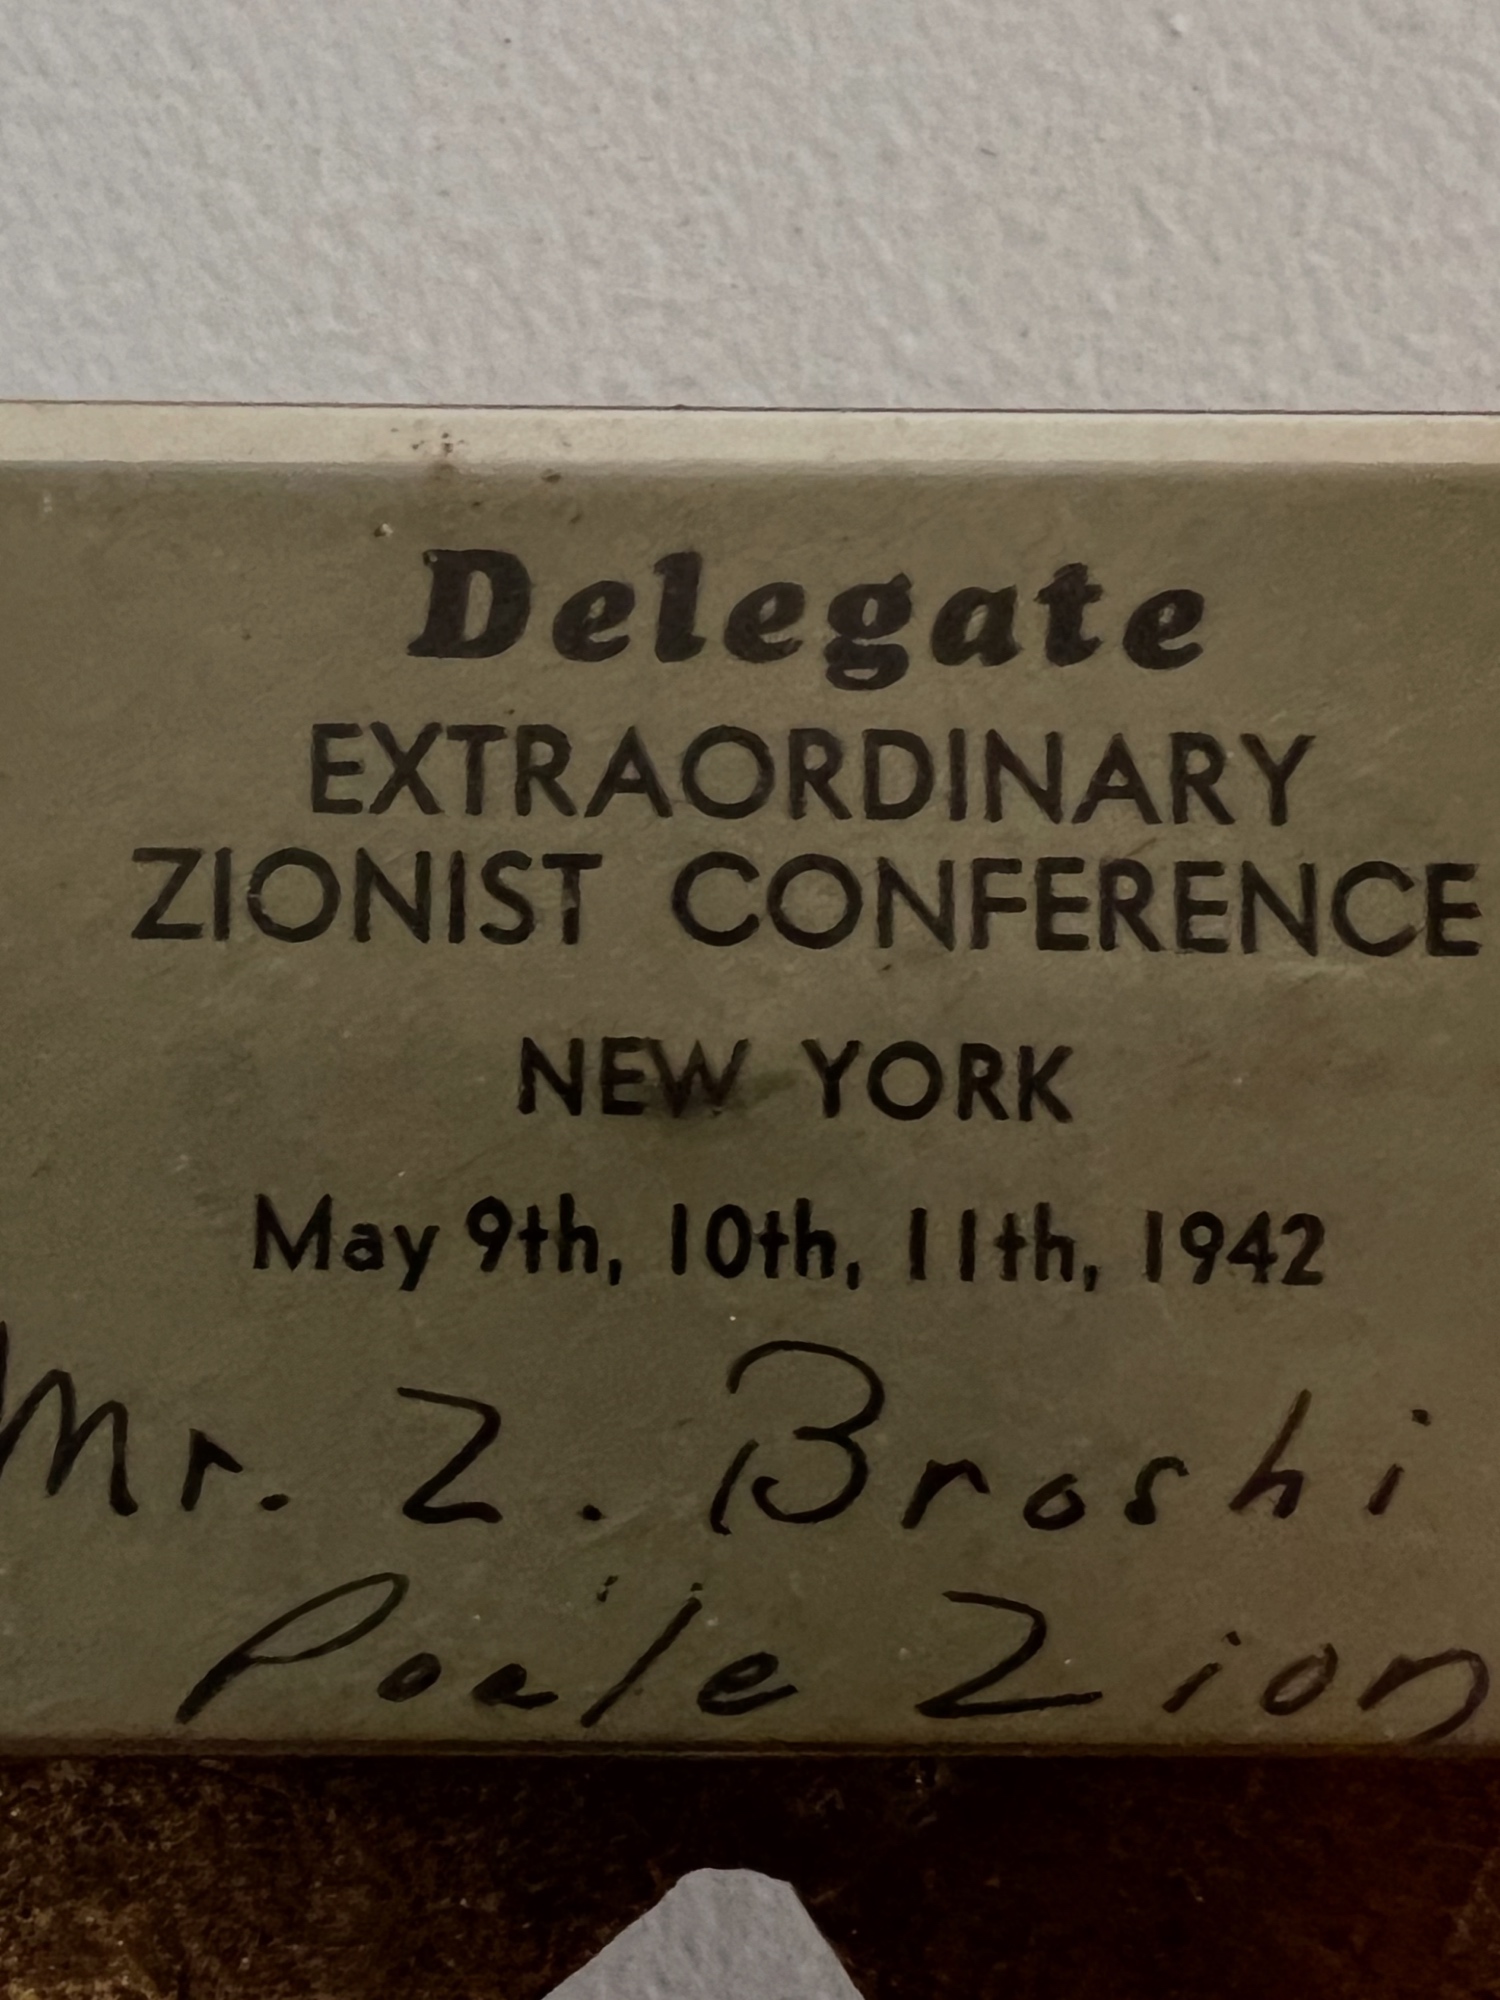 Delegate
EXTRAORDINARY
ZIONIST CONFERENCE
NEW YORK
May 9th, 10th, 11th, 1942
Mr. Z. Broshi
Poale Zion